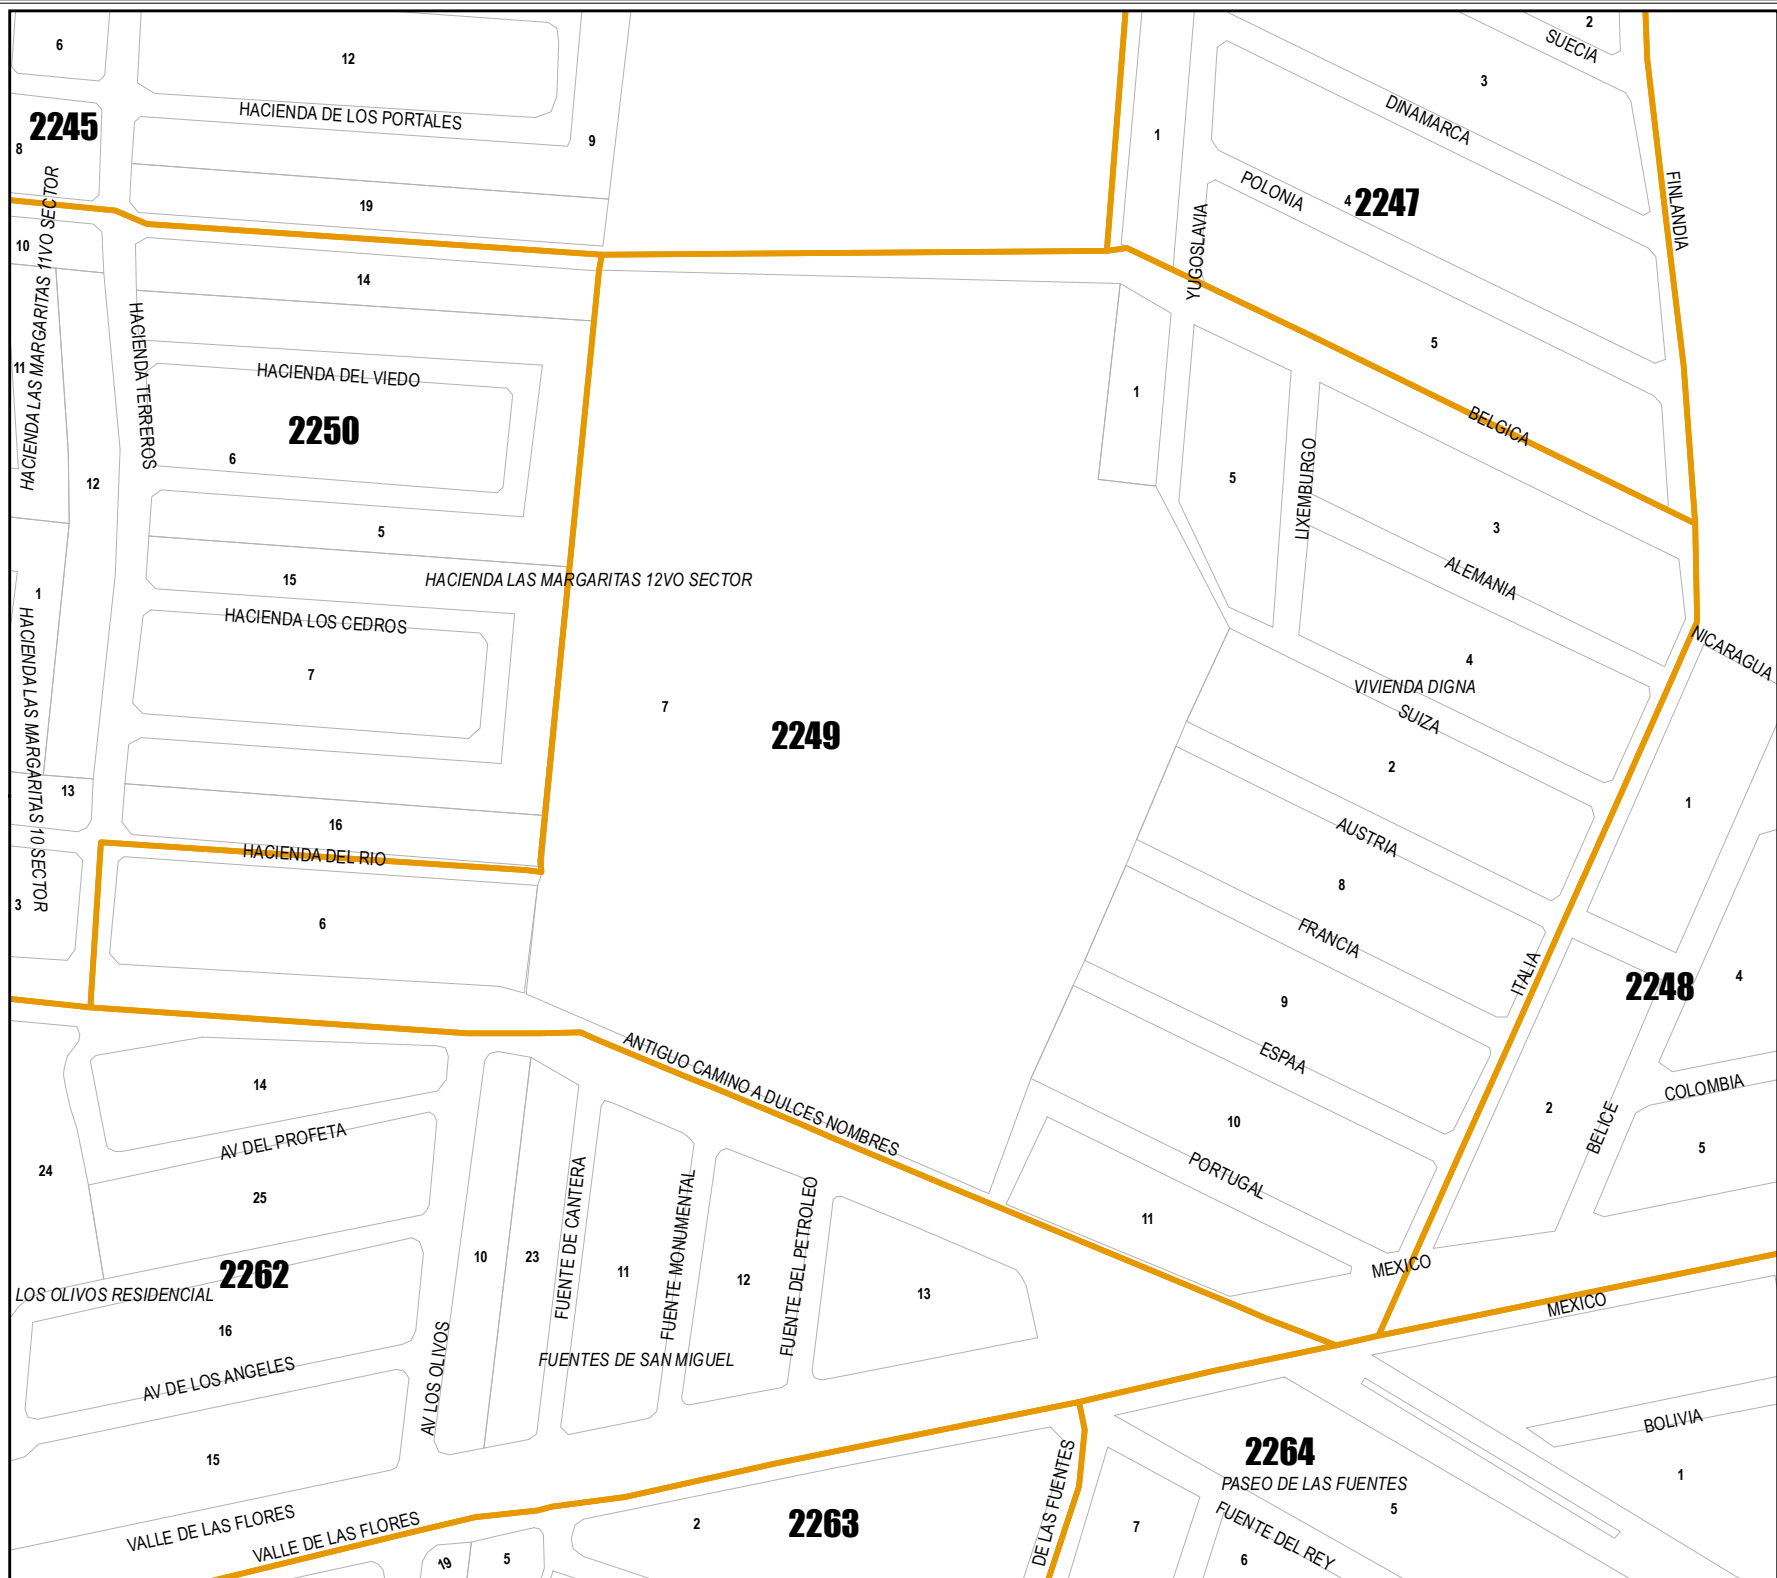 6
12
2
SUECIA
3
HACIENDA DE LOS PORTALES
DINAMARCA
2245
1
9
8
HACIENDA LAS MARGARITAS 11VO SECTOR
19
POLONIA
4
2247
FINLANDIA
YUGOSLAVIA
10
14
HACIENDA TERREROS
5
11
HACIENDA DEL VIEDO
1
2250
BELGICA
6
12
5
LIXEMBURGO
3
5
15
HACIENDA LAS MARGARITAS 12VO SECTOR
ALEMANIA
1
HACIENDA LAS MARGARITAS 10 SECTOR
HACIENDA LOS CEDROS
NICARAGUA
7
4
VIVIENDA DIGNA
7
SUIZA
2249
2
13
1
16
AUSTRIA
HACIENDA DEL RIO
8
3
6
FRANCIA
ITALIA
2248
4
9
ANTIGUO CAMINO A DULCES NOMBRES
ESPAA
14
COLOMBIA
2
BELICE
10
AV DEL PROFETA
5
24
PORTUGAL
25
11
FUENTE DE CANTERA
FUENTE MONUMENTAL
FUENTE DEL PETROLEO
10
23
11
12
13
MEXICO
2262
LOS OLIVOS RESIDENCIAL
MEXICO
16
AV LOS OLIVOS
FUENTES DE SAN MIGUEL
AV DE LOS ANGELES
BOLIVIA
15
DE LAS FUENTES
2264
PASEO DE LAS FUENTES
1
5
VALLE DE LAS FLORES
VALLE DE LAS FLORES
2
2263
7
FUENTE DEL REY
19
5
6